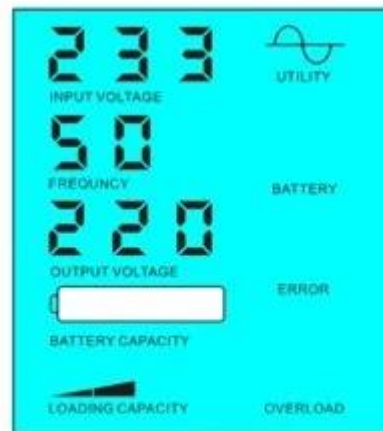 233
UTILITY
INPUT VOLTAGE
50
FREQUNCY
BATTERY
220
OUTPUT VOLTAGE
ERROR
BATTERY CAPACITY
LOADING CAPACITY
OVERLOAD